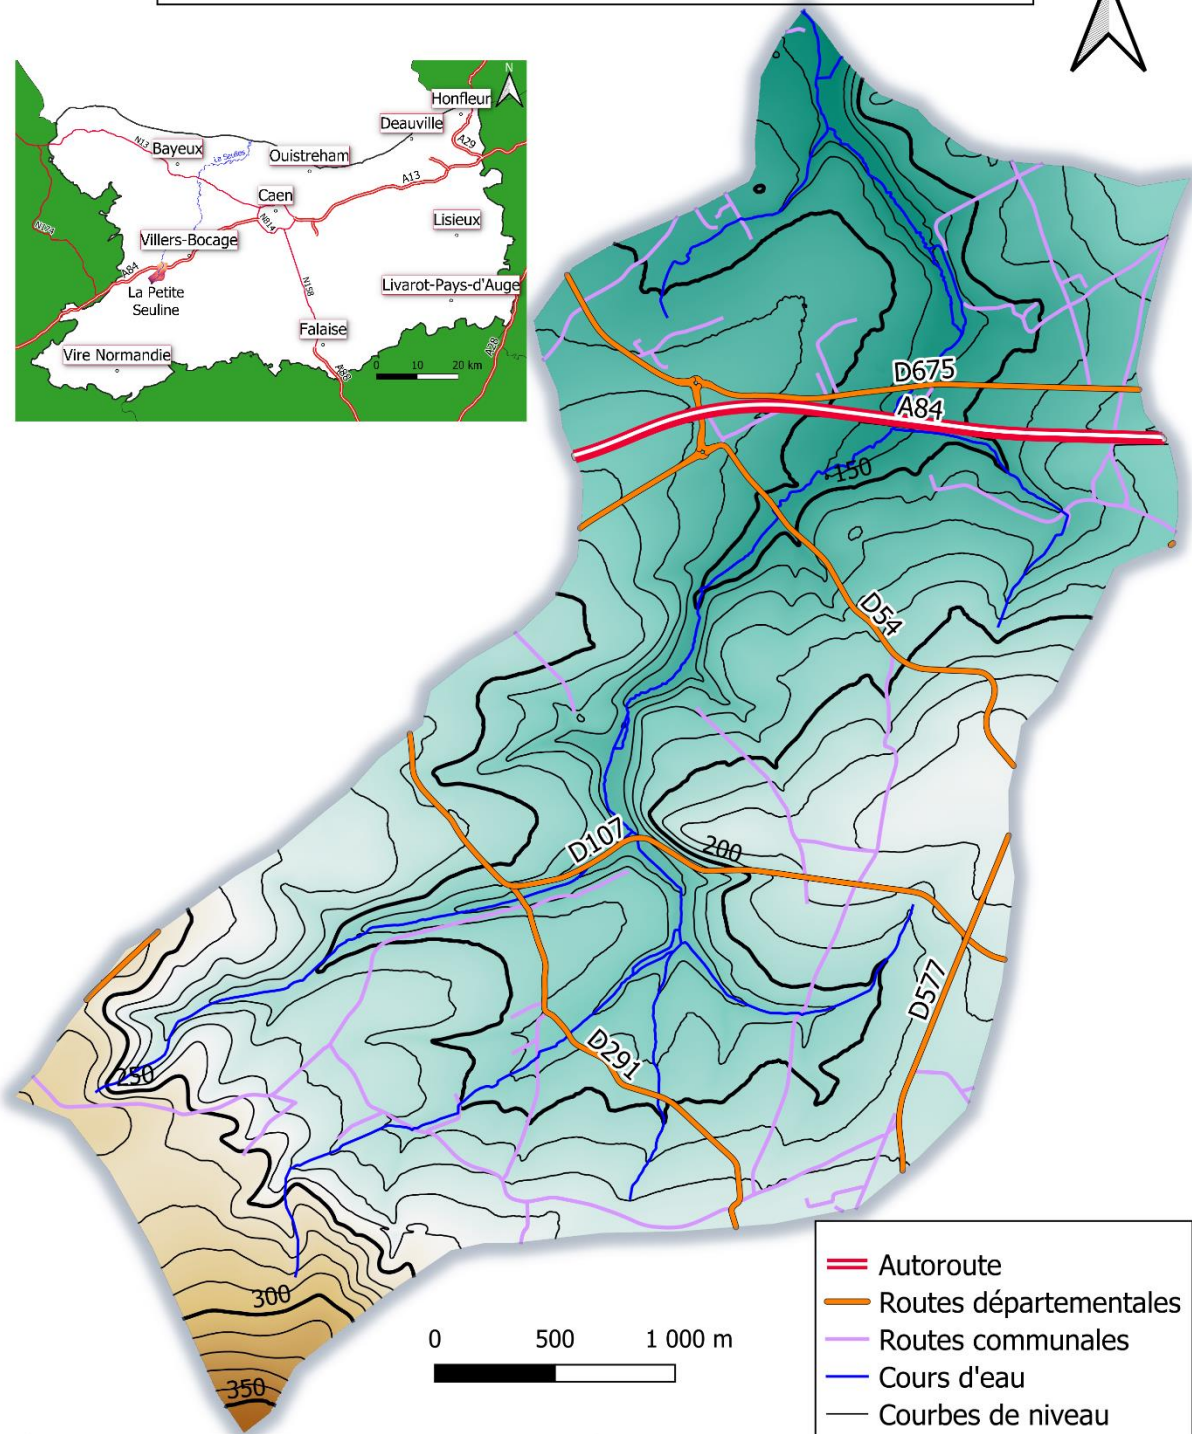 N
Honfleur
Deauville
A29
N13
Bayeux
La Seulles
Ouistreham
A13
Caen
N814
Lisieux
N174
Villers-Bocage
A84
La Petite
Seuline
N158
Livarot-Pays-d'Auge
Falaise
A28
Vire Normandie
A88
0 10 20 km
D675
A84
150
D54
D107
200
D577
D291
250
300
350
0 500 1 000 m
Autoroute
Routes départementales
Routes communales
Cours d'eau
Courbes de niveau